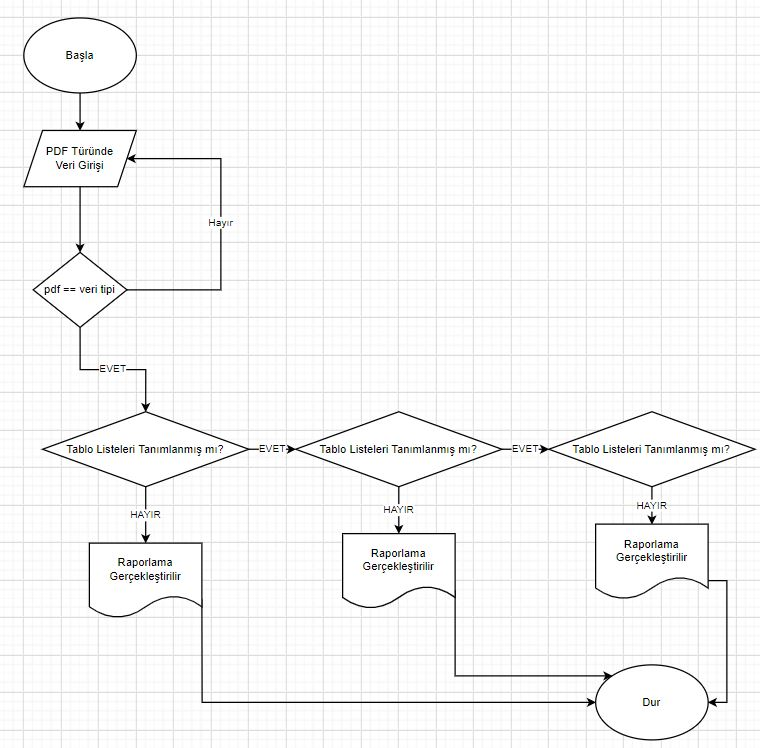 Başla
PDF Türünde
Veri Girişi
Hayır
pdf == veri tipi
EVET
Tablo Listeleri Tanımlanmış mı?
EVET
Tablo Listeleri Tanımlanmış mı?
EVET
Tablo Listeleri Tanımlanmış mı?
HAYIR
HAYIR
HAYIR
Raporlama
Gerçekleştirilir
Raporlama
Gerçekleştirilir
Raporlama
Gerçekleştirilir
Dur